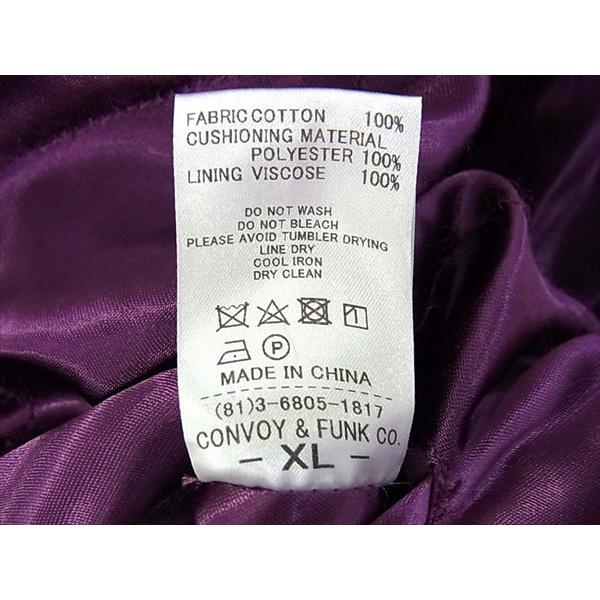 FABRIC COTTON 100%
CUSHIONING MATERIAL
POLYESTER 100%
LINING VISCOSE 100%
DO NOT WASH
DO NOT BLEACH
PLEASE AVOID TUMBLER DRYING
LINE DRY
COOL IRON
DRY CLEAN
P
MADE IN CHINA
(81)3-6805-1817
CONVOY & FUNK CO.
- XL -